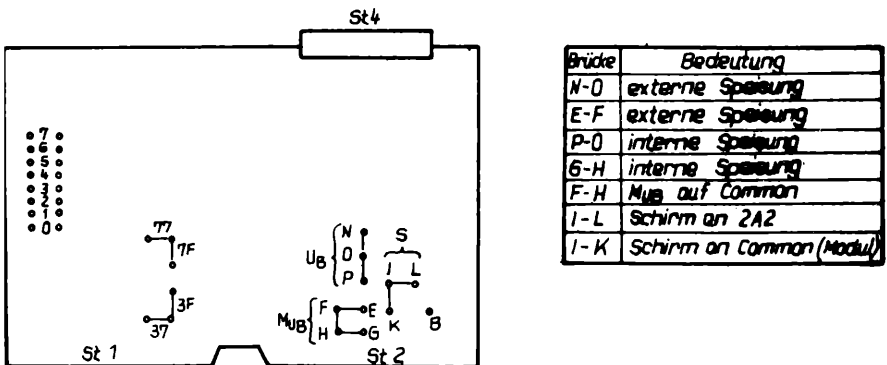 St4
7
6
5
4
3
2
1
0
77
7F
3F
37
N
O
P
UB
S
I L
K
B
F E
H G
MUB
St 1
St 2
Brücke Bedeutung
N-O externe Speisung
E-F externe Speisung
P-O interne Speisung
G-H interne Speisung
F-H MUB auf Common
I-L Schirm an 2A2
I-K Schirm an Common (Modul)